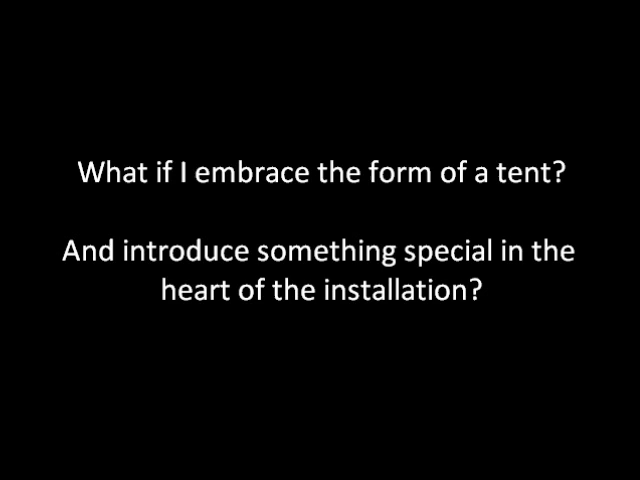 What if I embrace the form of a tent?
And introduce something special in the
heart of the installation?